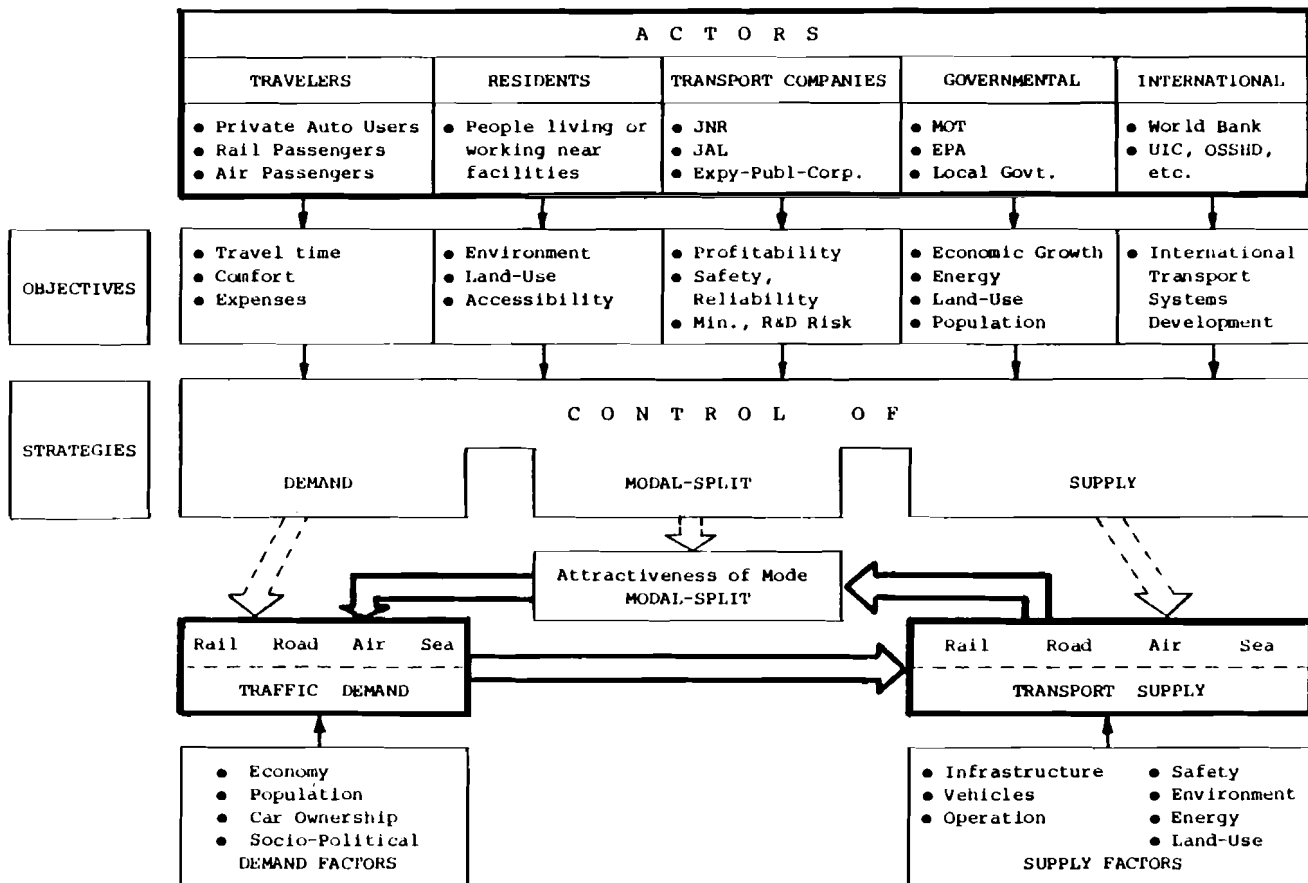 A C T O R S
TRAVELERS
RESIDENTS
TRANSPORT COMPANIES
GOVERNMENTAL
INTERNATIONAL
● Private Auto Users
● Rail Passengers
● Air Passengers
● People living or
working near
facilities
● JNR
● JAL
● Expy-Publ-Corp.
● MOT
● EPA
● Local Govt.
● World Bank
● UIC, OSSHD,
etc.
OBJECTIVES
● Travel time
● Comfort
● Expenses
● Environment
● Land-Use
● Accessibility
● Profitability
● Safety,
Reliability
● Min., R&D Risk
● Economic Growth
● Energy
● Land-Use
● Population
● International
Transport
Systems
Development
STRATEGIES
C O N T R O L O F
DEMAND
MODAL-SPLIT
SUPPLY
Attractiveness of Mode
MODAL-SPLIT
Rail Road Air Sea
TRAFFIC DEMAND
Rail Road Air Sea
TRANSPORT SUPPLY
● Economy
● Population
● Car Ownership
● Socio-Political
DEMAND FACTORS
● Infrastructure
● Vehicles
● Operation
● Safety
● Environment
● Energy
● Land-Use
SUPPLY FACTORS